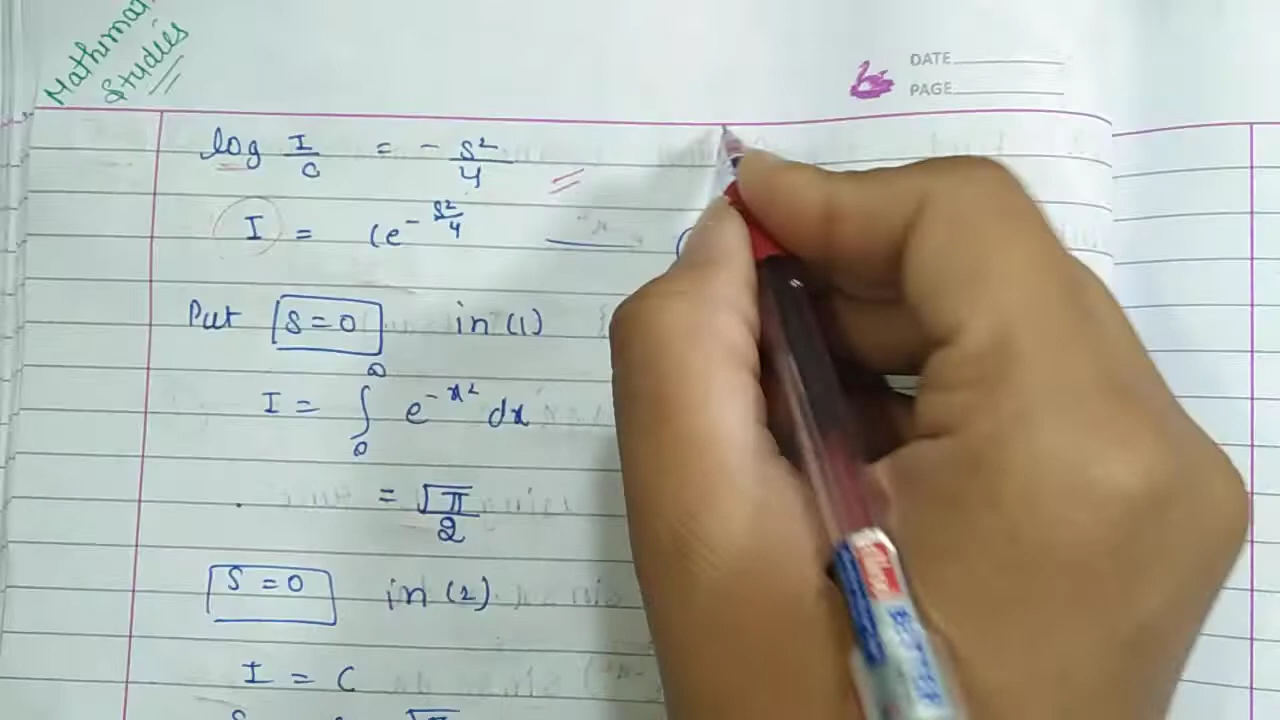 Mathimat
Studies
DATE
PAGE
log I/c = - s²/4
I = ce^-s²/4
Put s=0 in (1)
I = ∫₀^∞ e^-x² dx
= √π/2
s=0 in (2)
I = c